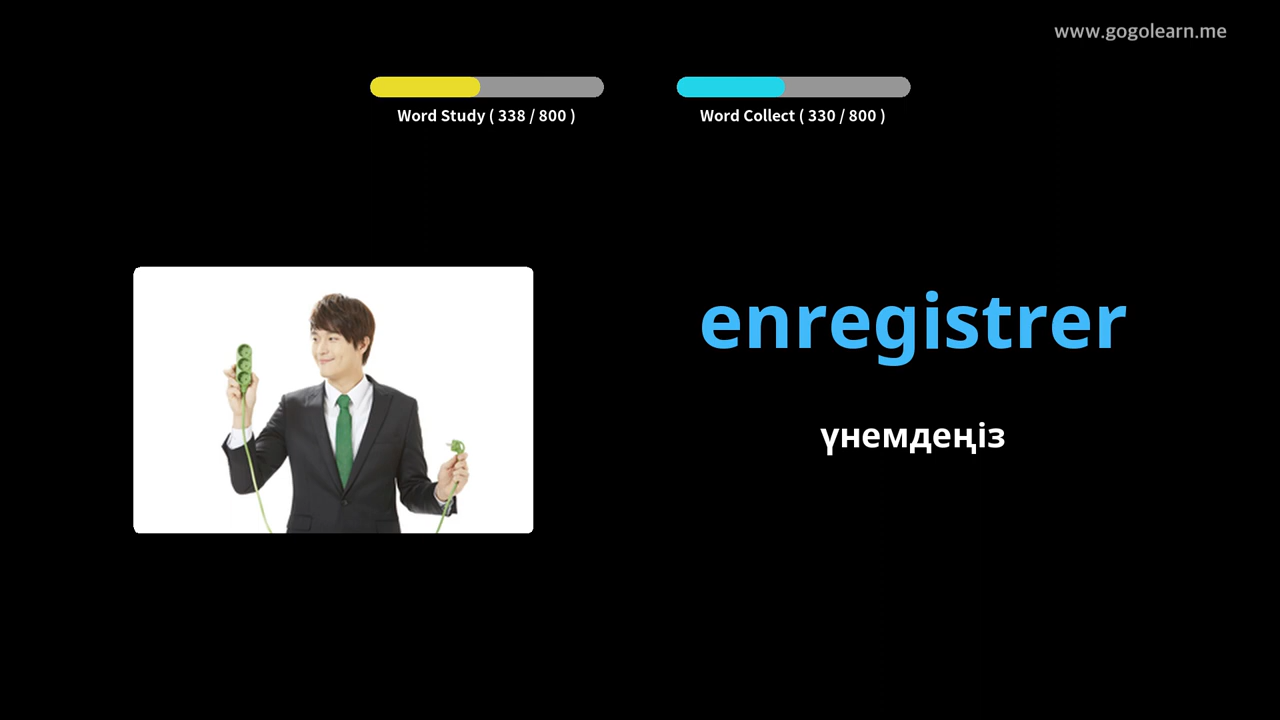 www.gogolearn.me
Word Study ( 338 / 800 )
Word Collect ( 330 / 800 )
enregistrer
үнемдеңіз